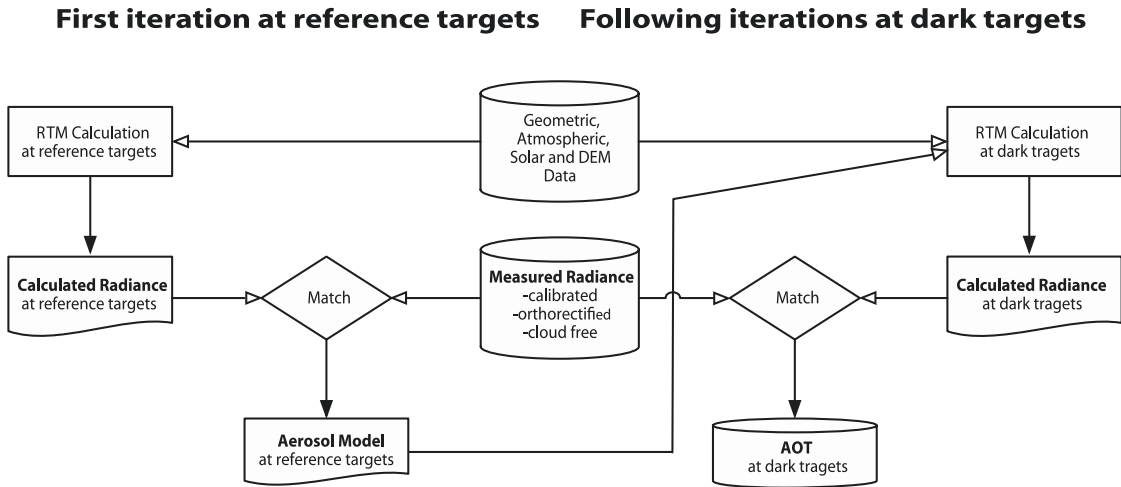 First iteration at reference targets
Following iterations at dark targets
RTM Calculation
at reference targets
Geometric,
Atmospheric,
Solar and DEM
Data
RTM Calculation
at dark tragets
Calculated Radiance
at reference targets
Match
Measured Radiance
-calibrated
-orthorectified
-cloud free
Match
Calculated Radiance
at dark tragets
Aerosol Model
at reference targets
AOT
at dark tragets